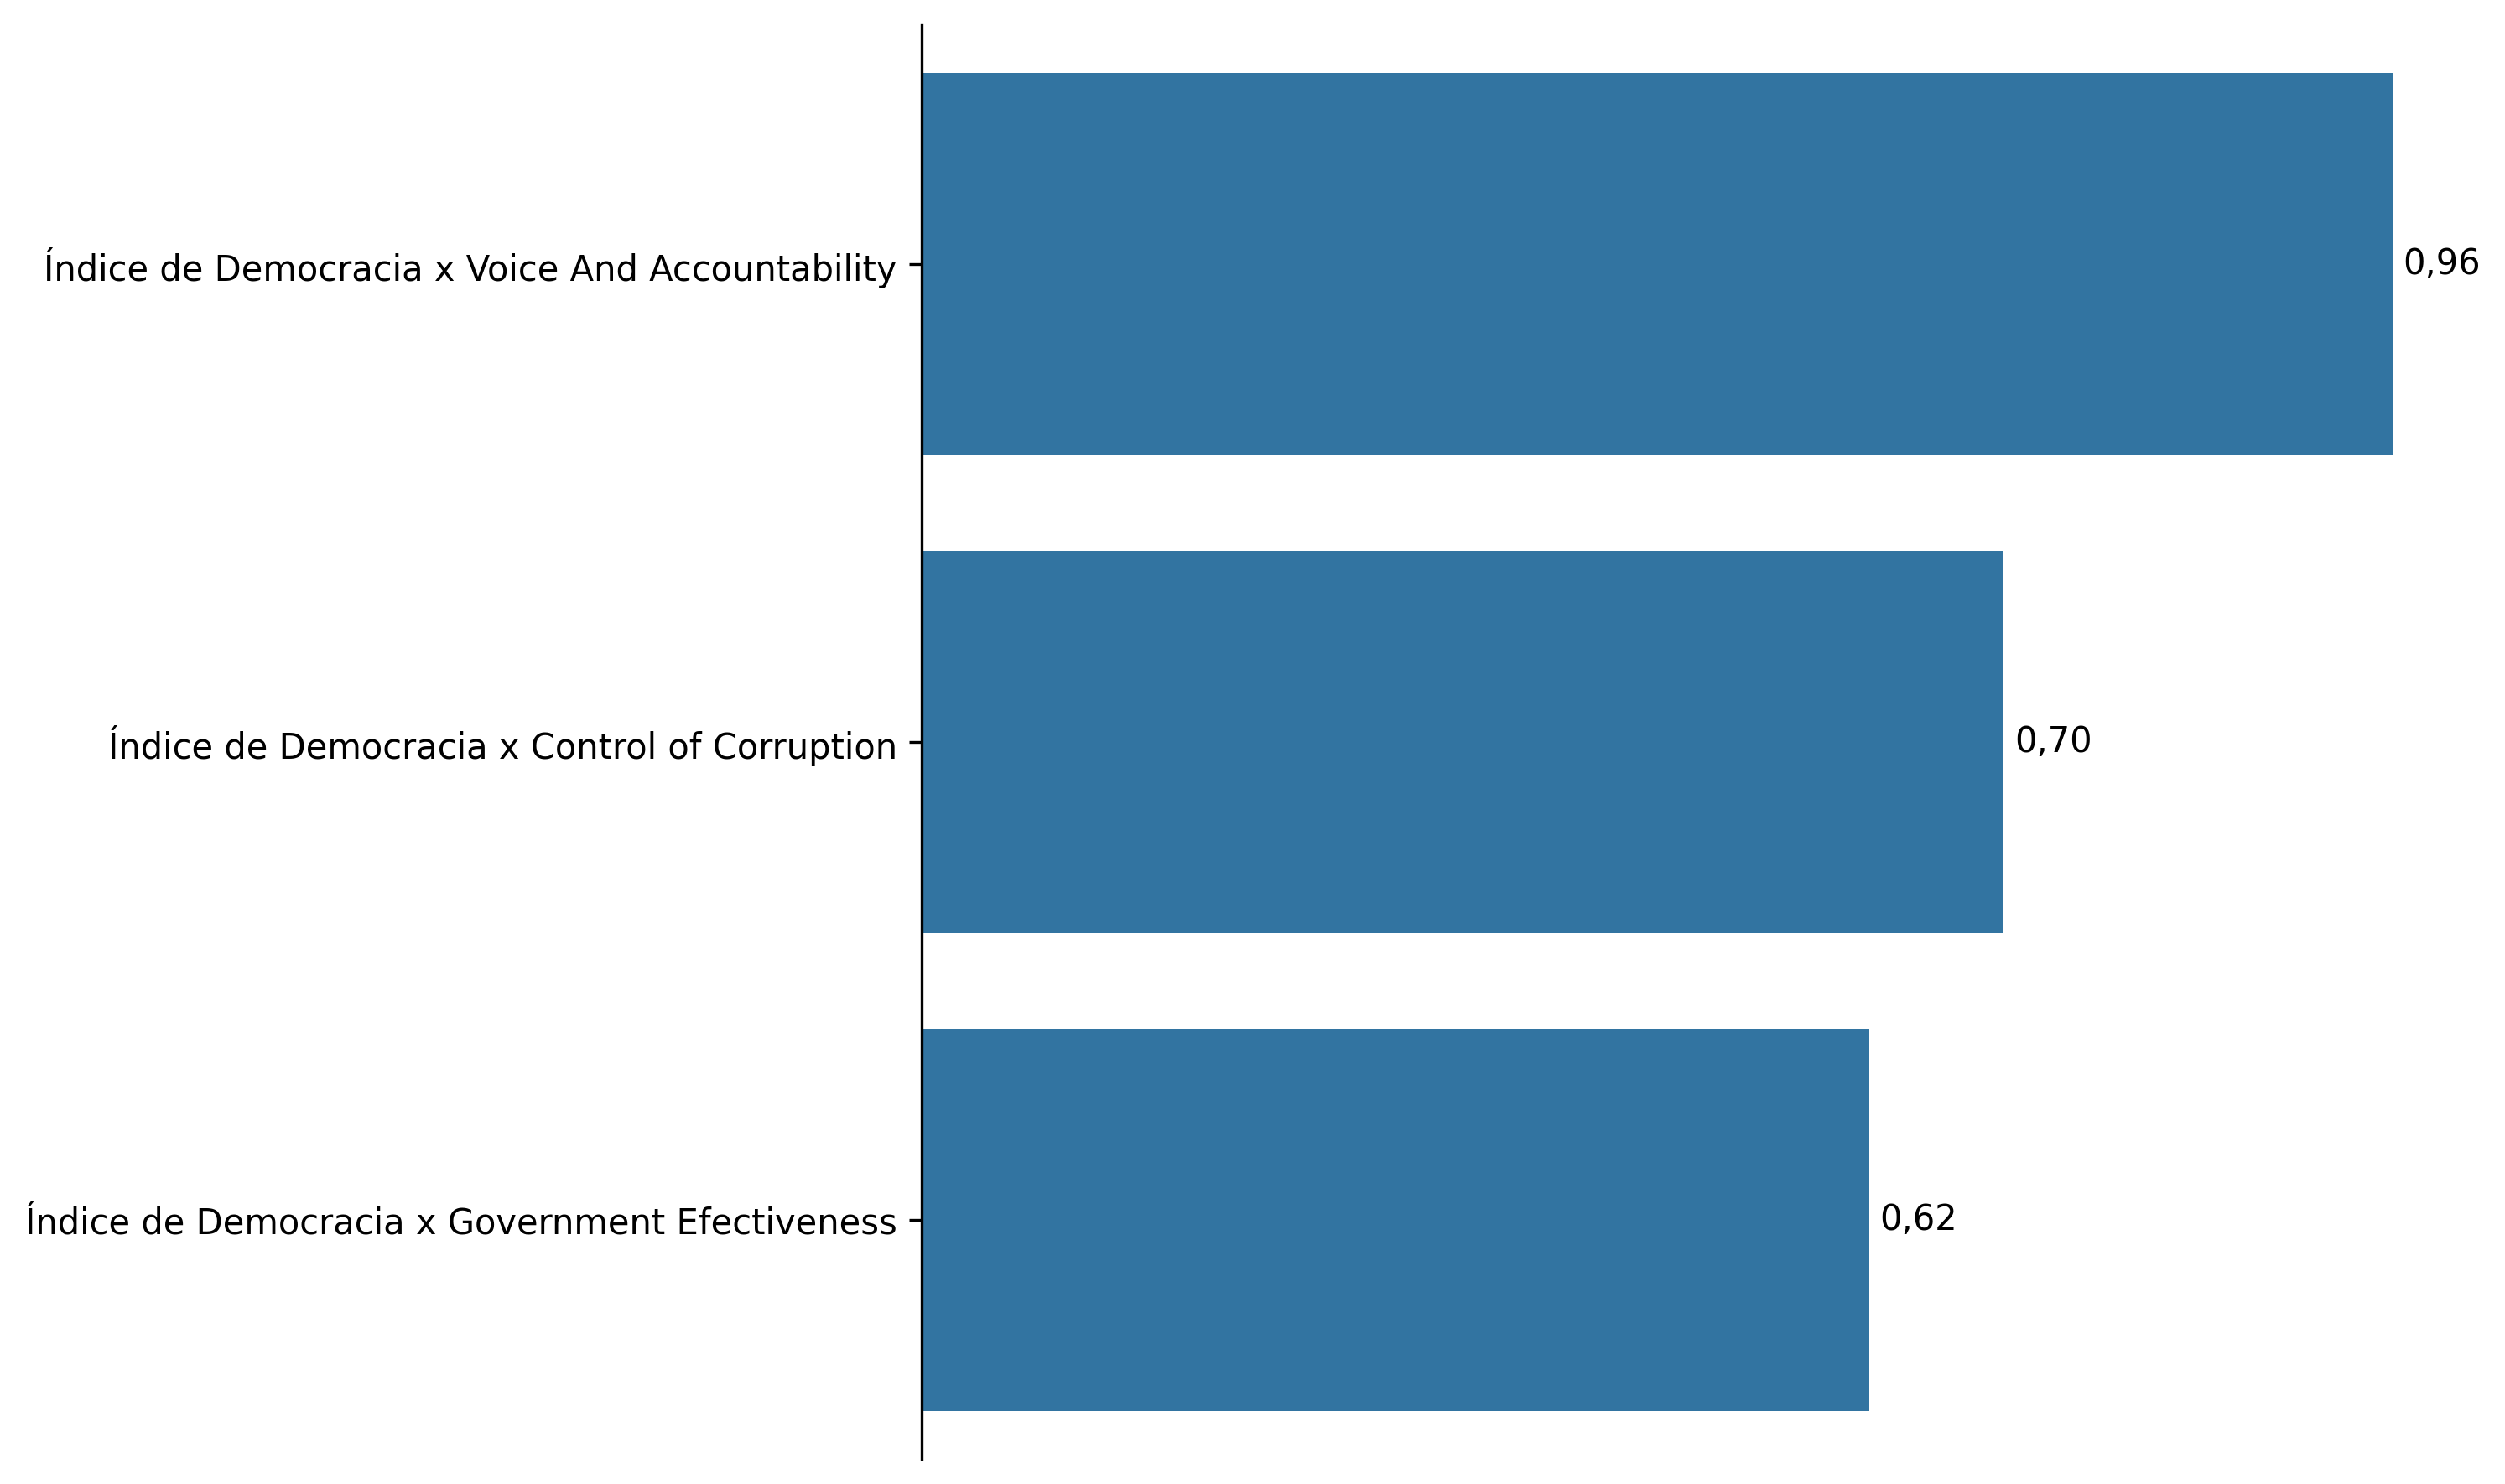 Índice de Democracia x Voice And Accountability
0,96
Índice de Democracia x Control of Corruption
0,70
Índice de Democracia x Government Efectiveness
0,62